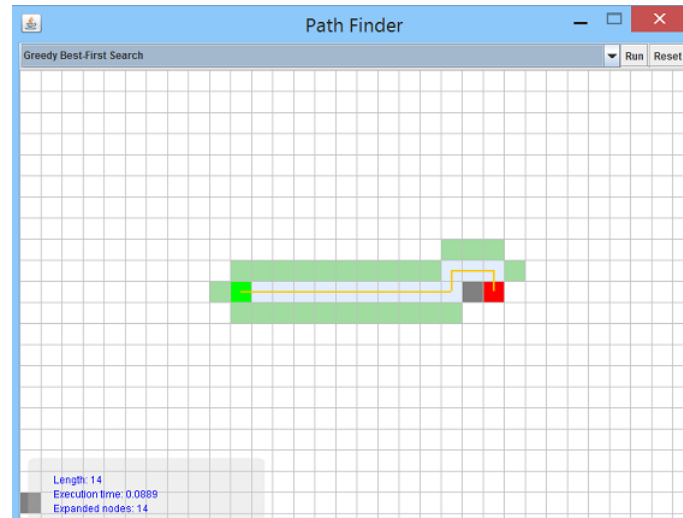 Path Finder
Greedy Best-First Search
Run Reset
Length: 14
Execution time: 0.0889
Expanded nodes: 14